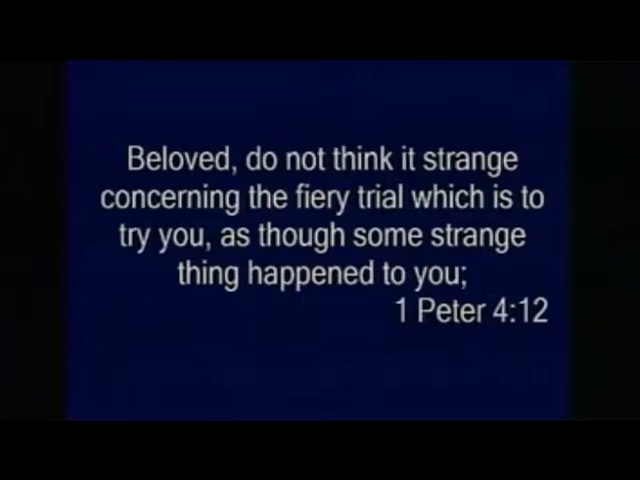 Beloved, do not think it strange
concerning the fiery trial which is to
try you, as though some strange
thing happened to you;
1 Peter 4:12